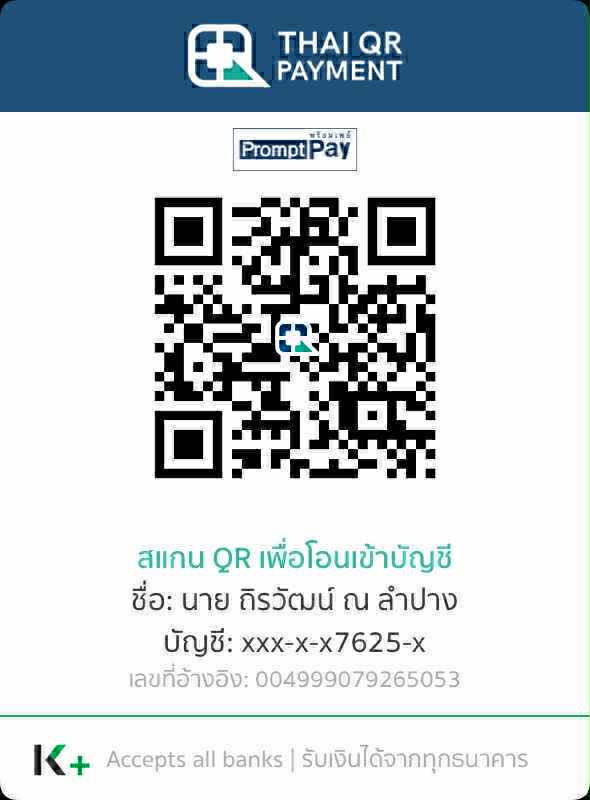 THAI QR
PAYMENT
พร้อมเพย์
PromptPay
สแกน QR เพื่อโอนเข้าบัญชี
ชื่อ: นาย ถิรวัฒน์ ณ ลำปาง
บัญชี: xxx-x-x7625-x
เลขที่อ้างอิง: 004999079265053
K+ Accepts all banks | รับเงินได้จากทุกธนาคาร